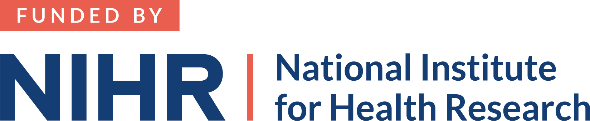 FUNDED BY
NIHR
National Institute
for Health Research